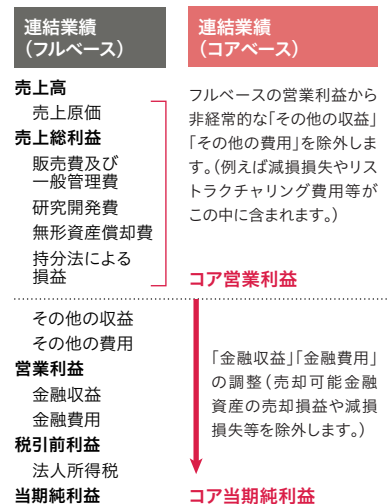 連結業績
(フルベース)
売上高
売上原価
売上総利益
販売費及び
一般管理費
研究開発費
無形資産償却費
持分法による
損益
その他の収益
その他の費用
営業利益
金融収益
金融費用
税引前利益
法人所得税
当期純利益
連結業績
(コアベース)
フルベースの営業利益から
非経常的な「その他の収益」
「その他の費用」を除外しま
す。(例えば減損損失やリス
トラクチャリング費用等が
この中に含まれます。)
コア営業利益
「金融収益」「金融費用」
の調整(売却可能金融
資産の売却損益や減損
損失等を除外します。)
コア当期純利益